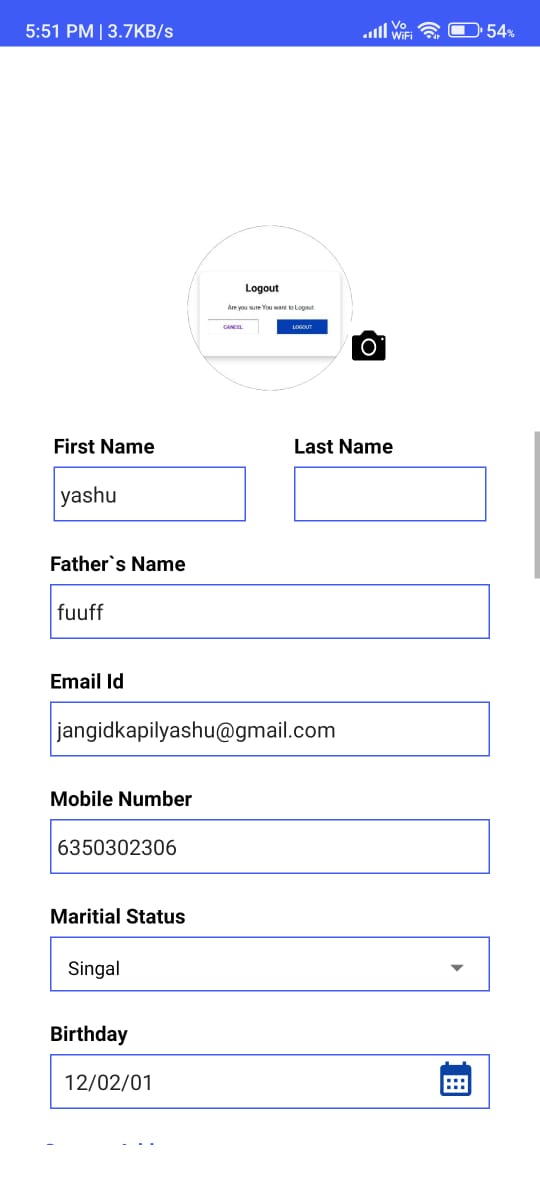 5:51 PM | 3.7KB/s Vo WiFi 54%
Logout
Are you sure You want to Logout
CANCEL LOGOUT
First Name Last Name
yashu
Father`s Name
fuuff
Email Id
jangidkapilyashu@gmail.com
Mobile Number
6350302306
Maritial Status
Singal
Birthday
12/02/01